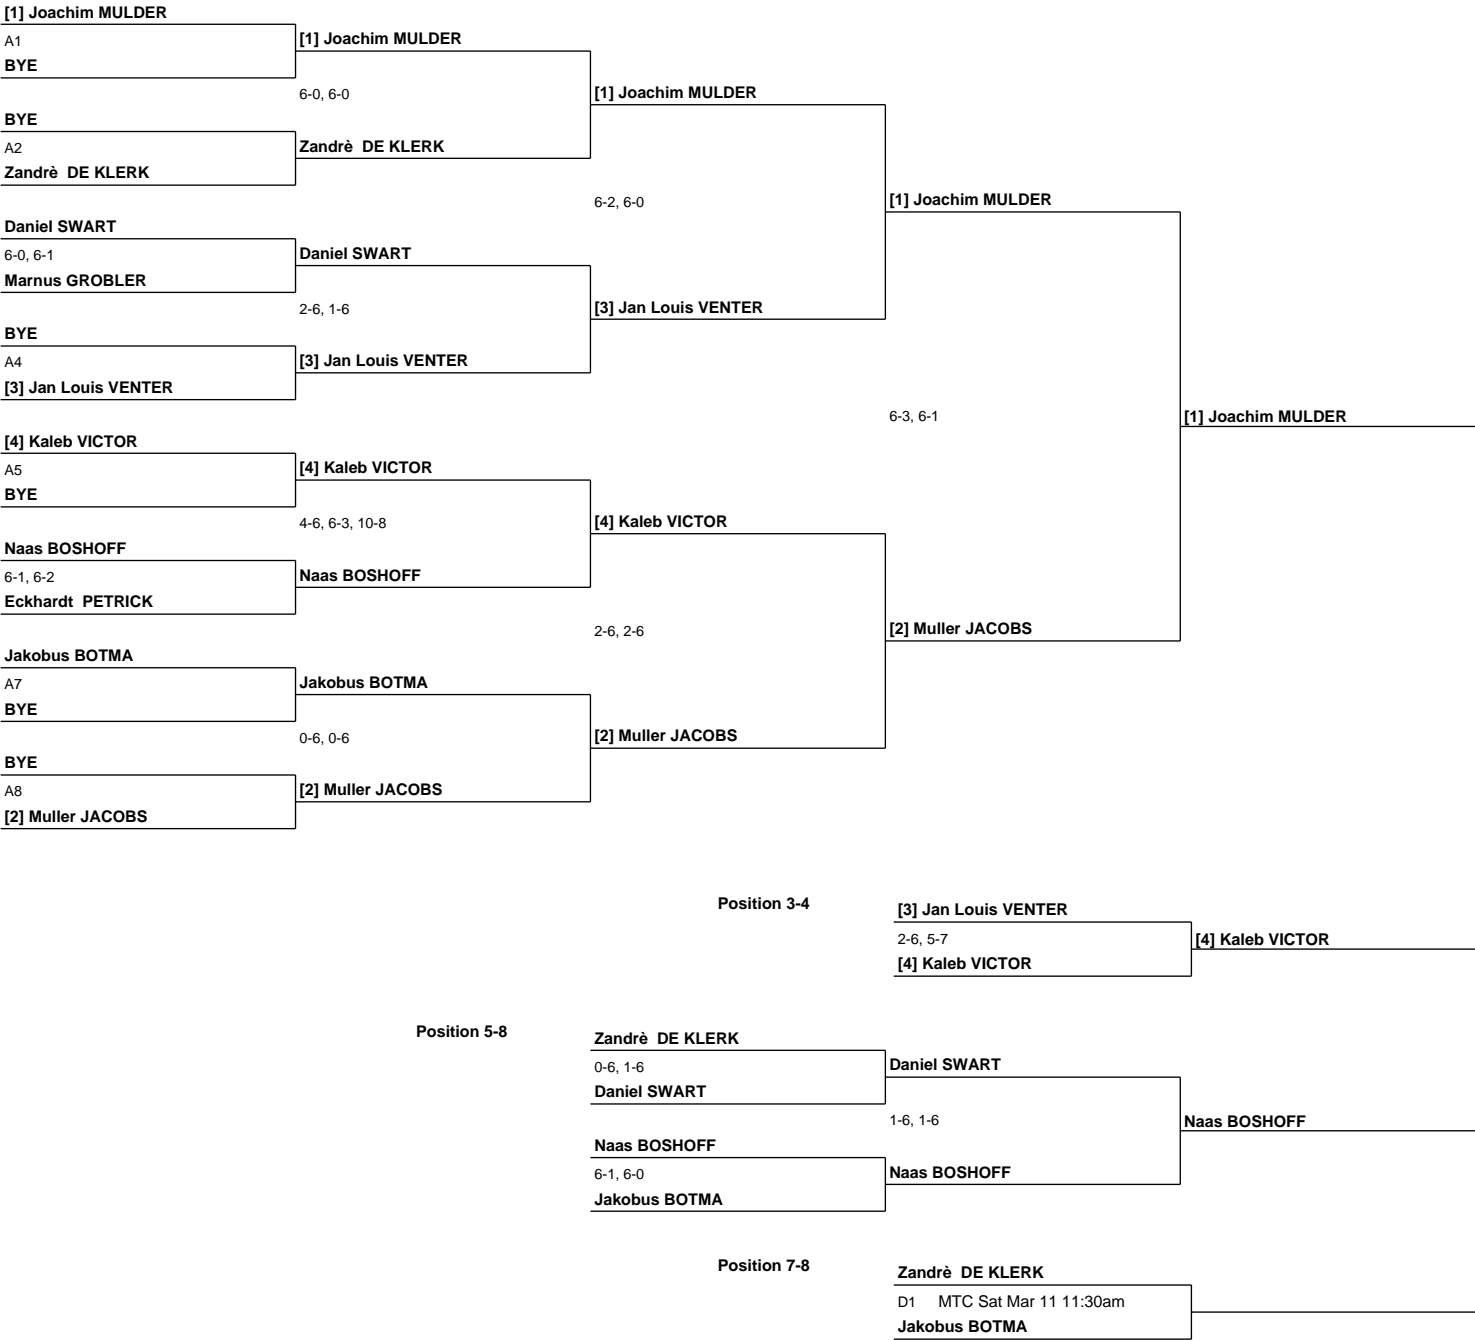 [1] Joachim MULDER
A1
BYE
[1] Joachim MULDER
6-0, 6-0
[1] Joachim MULDER
BYE
A2
Zandrè  DE KLERK
Zandrè  DE KLERK
6-2, 6-0
[1] Joachim MULDER
Daniel SWART
6-0, 6-1
Marnus GROBLER
Daniel SWART
2-6, 1-6
[3] Jan Louis VENTER
BYE
A4
[3] Jan Louis VENTER
[3] Jan Louis VENTER
6-3, 6-1
[1] Joachim MULDER
[4] Kaleb VICTOR
A5
BYE
[4] Kaleb VICTOR
4-6, 6-3, 10-8
[4] Kaleb VICTOR
Naas BOSHOFF
6-1, 6-2
Eckhardt  PETRICK
Naas BOSHOFF
2-6, 2-6
[2] Muller JACOBS
Jakobus BOTMA
A7
BYE
Jakobus BOTMA
0-6, 0-6
[2] Muller JACOBS
BYE
A8
[2] Muller JACOBS
[2] Muller JACOBS
Position 3-4
[3] Jan Louis VENTER
2-6, 5-7
[4] Kaleb VICTOR
[4] Kaleb VICTOR
Position 5-8
Zandrè  DE KLERK
0-6, 1-6
Daniel SWART
Daniel SWART
1-6, 1-6
Naas BOSHOFF
Naas BOSHOFF
6-1, 6-0
Jakobus BOTMA
Naas BOSHOFF
Position 7-8
Zandrè  DE KLERK
D1 MTC Sat Mar 11 11:30am
Jakobus BOTMA